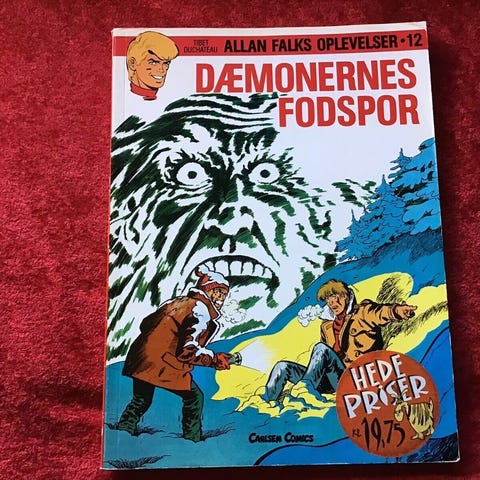 TIBET
DUCHATEAU
ALLAN FALKS OPLEVELSER • 12
DÆMONERNES
FODSPOR
HEDE
PRISER
KR. 19,75
CARLSEN COMICS